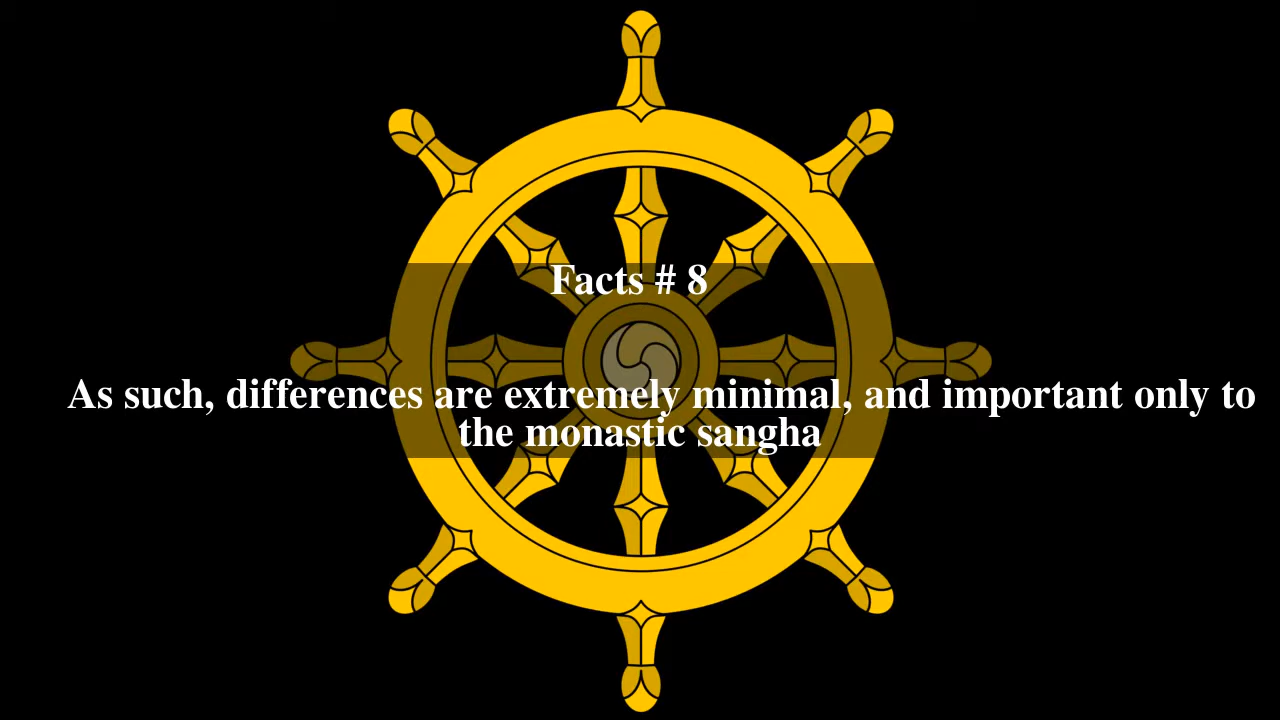 Facts # 8
As such, differences are extremely minimal, and important only to
the monastic sangha